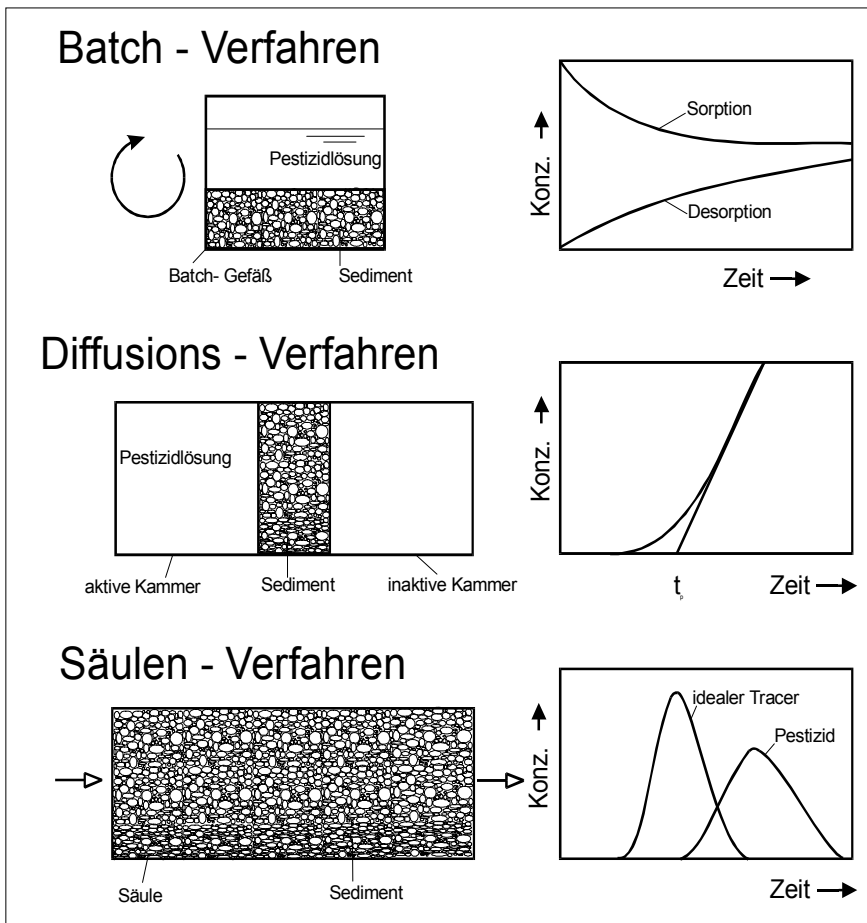 Batch - Verfahren
Pestizidlösung
Batch- Gefäß
Sediment
Konz.
Sorption
Desorption
Zeit
Diffusions - Verfahren
Pestizidlösung
aktive Kammer
Sediment
inaktive Kammer
Konz.
tₚ
Zeit
Säulen - Verfahren
Säule
Sediment
Konz.
idealer Tracer
Pestizid
Zeit